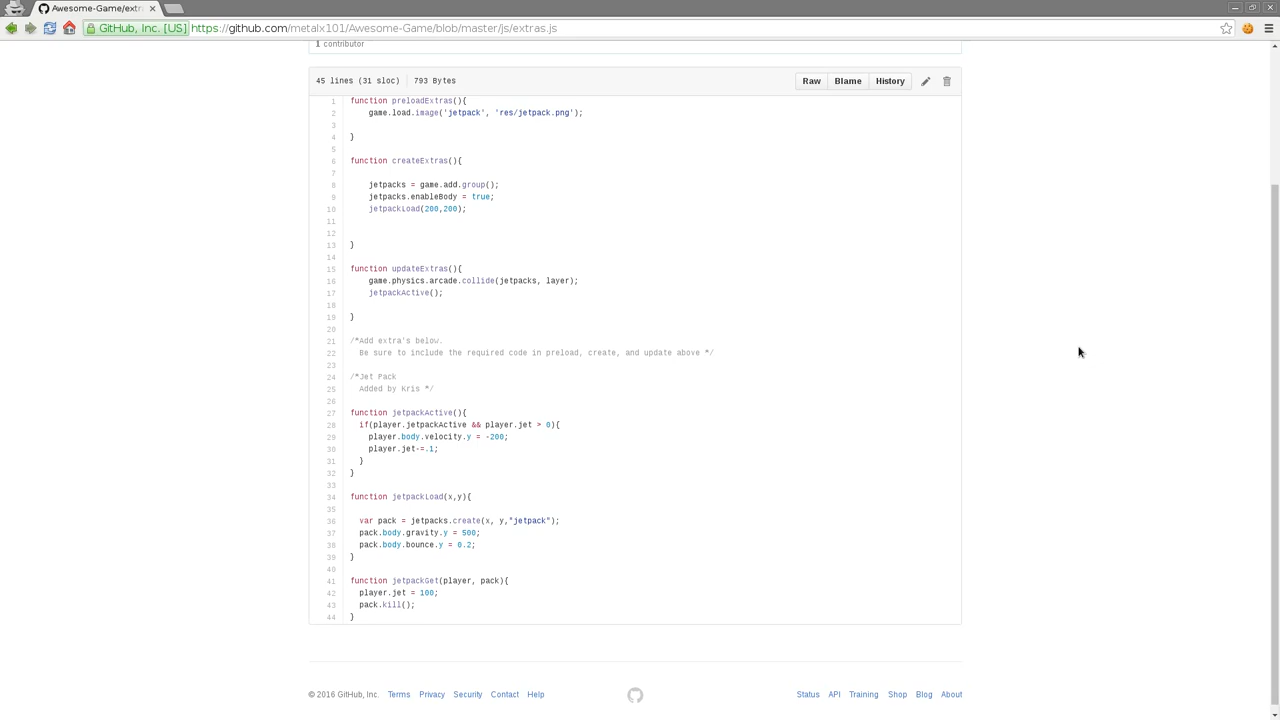 Awesome-Game/extra
GitHub, Inc. [US] https://github.com/metalx101/Awesome-Game/blob/master/js/extras.js
1 contributor
45 lines (31 sloc) 793 Bytes Raw Blame History
1 function preloadExtras(){
2 game.load.image('jetpack', 'res/jetpack.png');
3
4 }
5
6 function createExtras(){
7
8 jetpacks = game.add.group();
9 jetpacks.enableBody = true;
10 jetpackLoad(200,200);
11
12
13 }
14
15 function updateExtras(){
16 game.physics.arcade.collide(jetpacks, layer);
17 jetpackActive();
18
19 }
20
21 /*Add extra's below.
22 Be sure to include the required code in preload, create, and update above */
23
24 /*Jet Pack
25 Added by Kris */
26
27 function jetpackActive(){
28 if(player.jetpackActive && player.jet > 0){
29 player.body.velocity.y = -200;
30 player.jet-=.1;
31 }
32 }
33
34 function jetpackLoad(x,y){
35
36 var pack = jetpacks.create(x, y,"jetpack");
37 pack.body.gravity.y = 500;
38 pack.body.bounce.y = 0.2;
39 }
40
41 function jetpackGet(player, pack){
42 player.jet = 100;
43 pack.kill();
44 }
© 2016 GitHub, Inc. Terms Privacy Security Contact Help Status API Training Shop Blog About